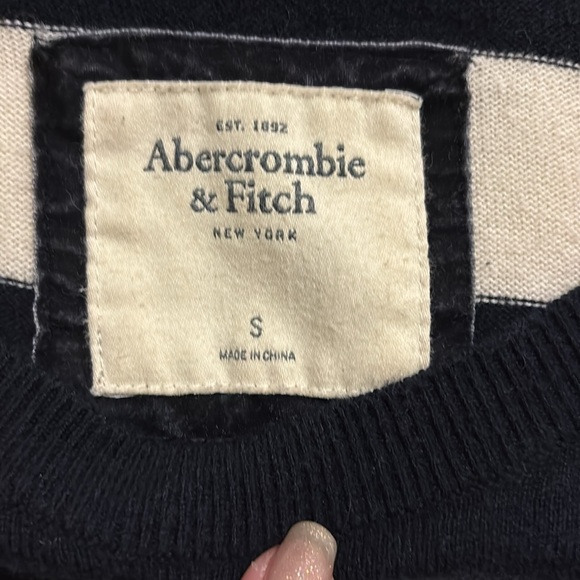 EST. 1892
Abercrombie
& Fitch
NEW YORK
S
MADE IN CHINA